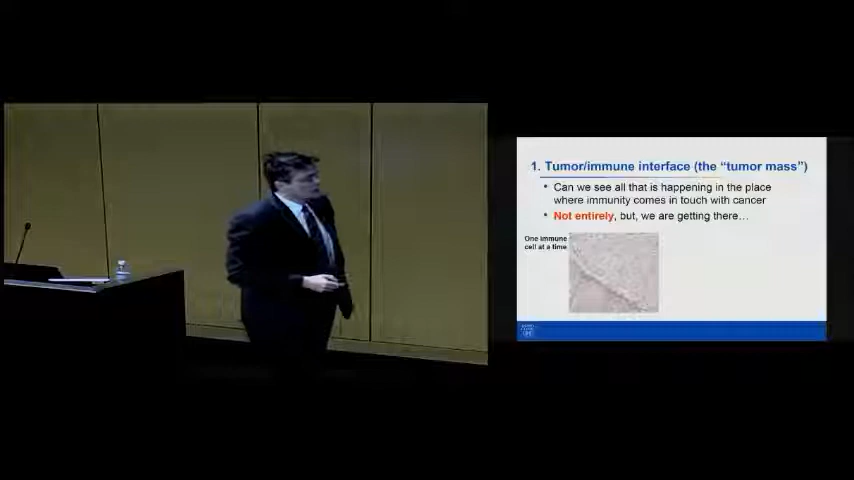 1. Tumor/immune interface (the “tumor mass”)
• Can we see all that is happening in the place
where immunity comes in touch with cancer
• Not entirely, but, we are getting there…
One immune
cell at a time